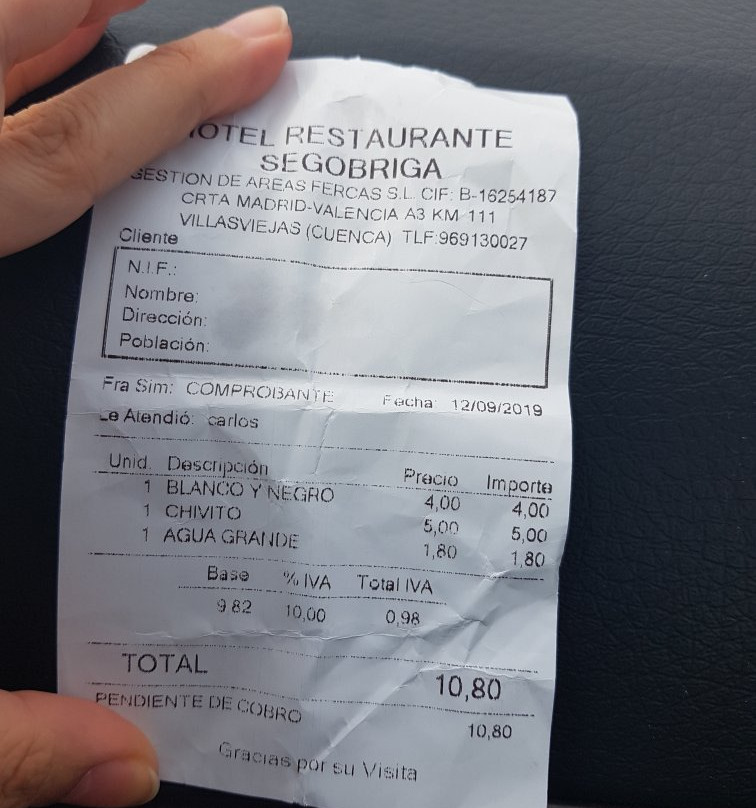 HOTEL RESTAURANTE
SEGOBRIGA
GESTION DE AREAS FERCAS S.L. CIF: B-16254187
CRTA MADRID-VALENCIA A3 KM 111
VILLASVIEJAS (CUENCA) TLF:969130027
Cliente
N.I.F.:
Nombre:
Dirección:
Población:
Fra Sim: COMPROBANTE Fecha: 12/09/2019
Le Atendió: carlos
Unid. Descripción Precio Importe
1 BLANCO Y NEGRO 4,00 4,00
1 CHIVITO 5,00 5,00
1 AGUA GRANDE 1,80 1,80
Base % IVA Total IVA
9,82 10,00 0,98
TOTAL 10,80
PENDIENTE DE COBRO 10,80
Gracias por su Visita